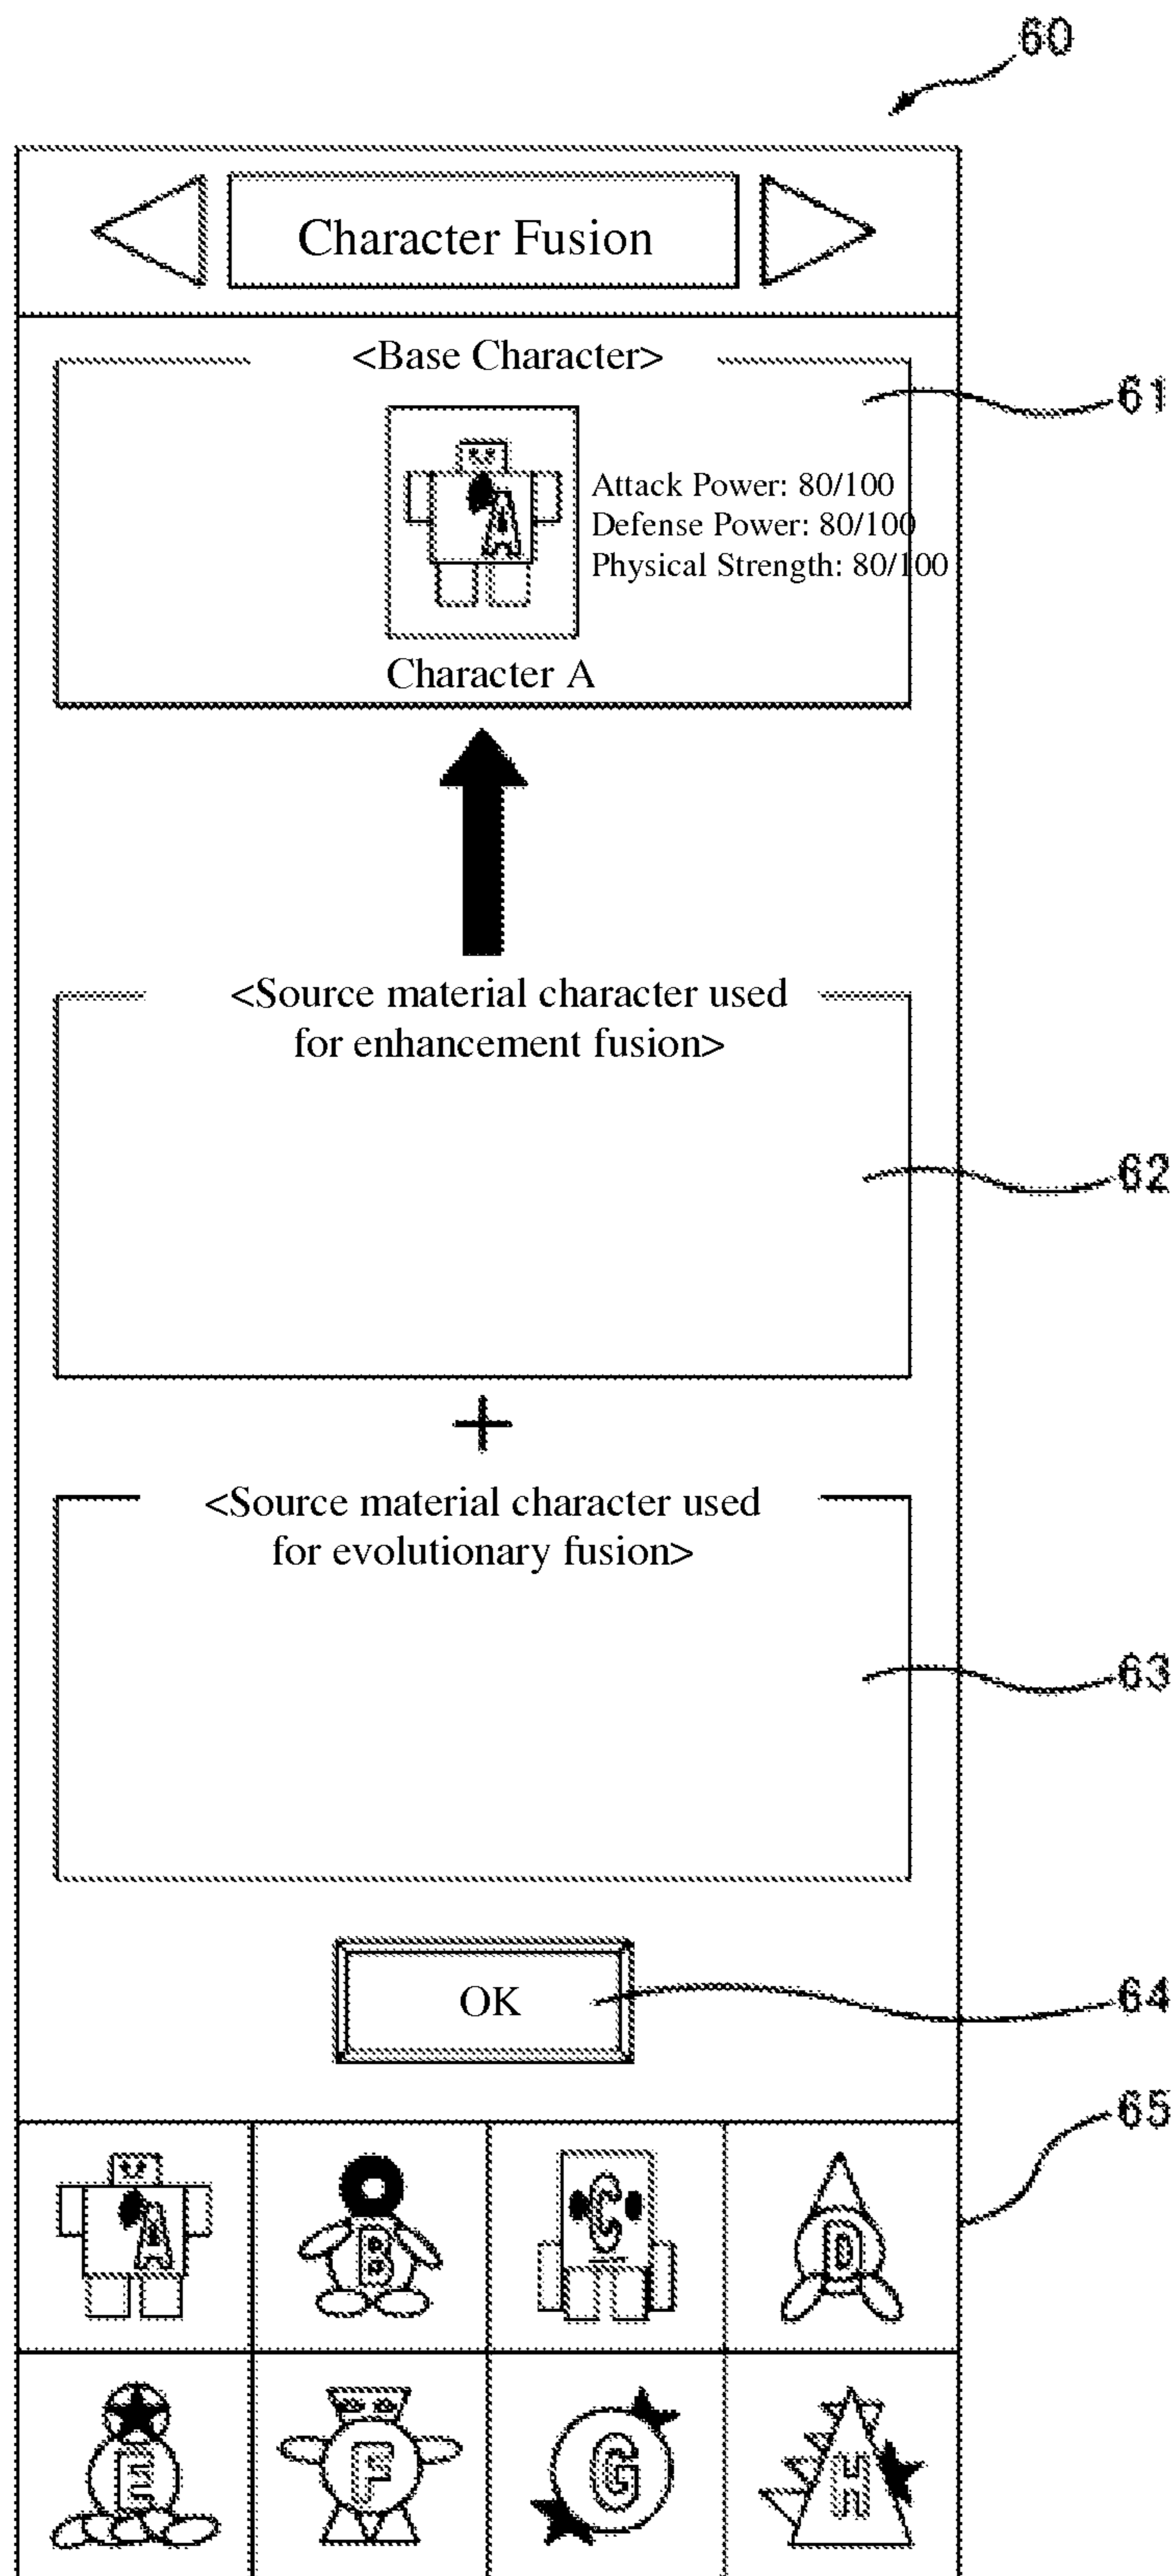 60
Character Fusion
<Base Character>
61
Attack Power: 80/100
Defense Power: 80/100
Physical Strength: 80/100
A
Character A
<Source material character used
for enhancement fusion>
62
+
<Source material character used
for evolutionary fusion>
63
OK
64
65
A B C D
E F G H